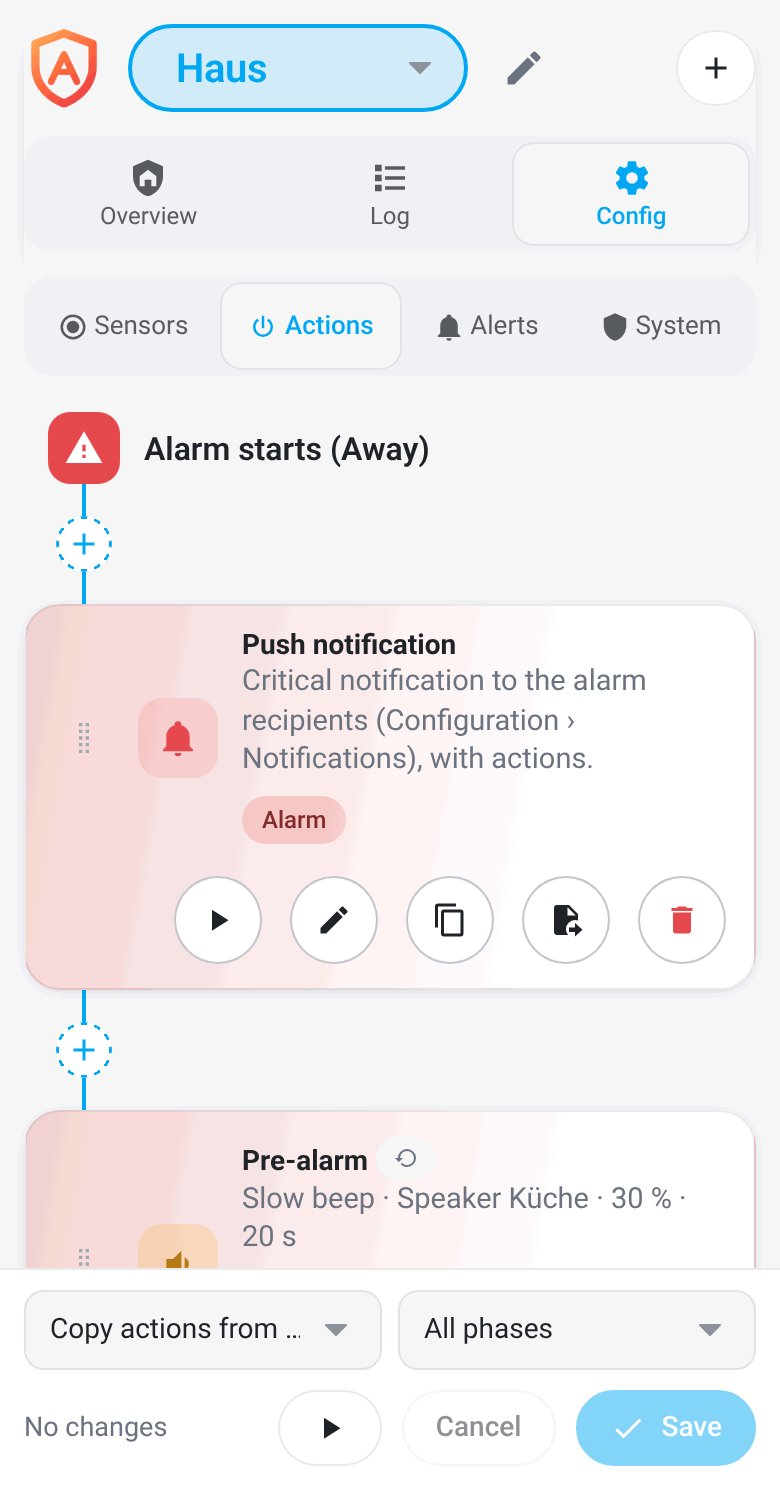 Haus
Overview
Log
Config
Sensors
Actions
Alerts
System
Alarm starts (Away)
Push notification
Critical notification to the alarm
recipients (Configuration ›
Notifications), with actions.
Alarm
Pre-alarm
Slow beep · Speaker Küche · 30 % ·
20 s
Copy actions from ...
All phases
No changes
Cancel
Save